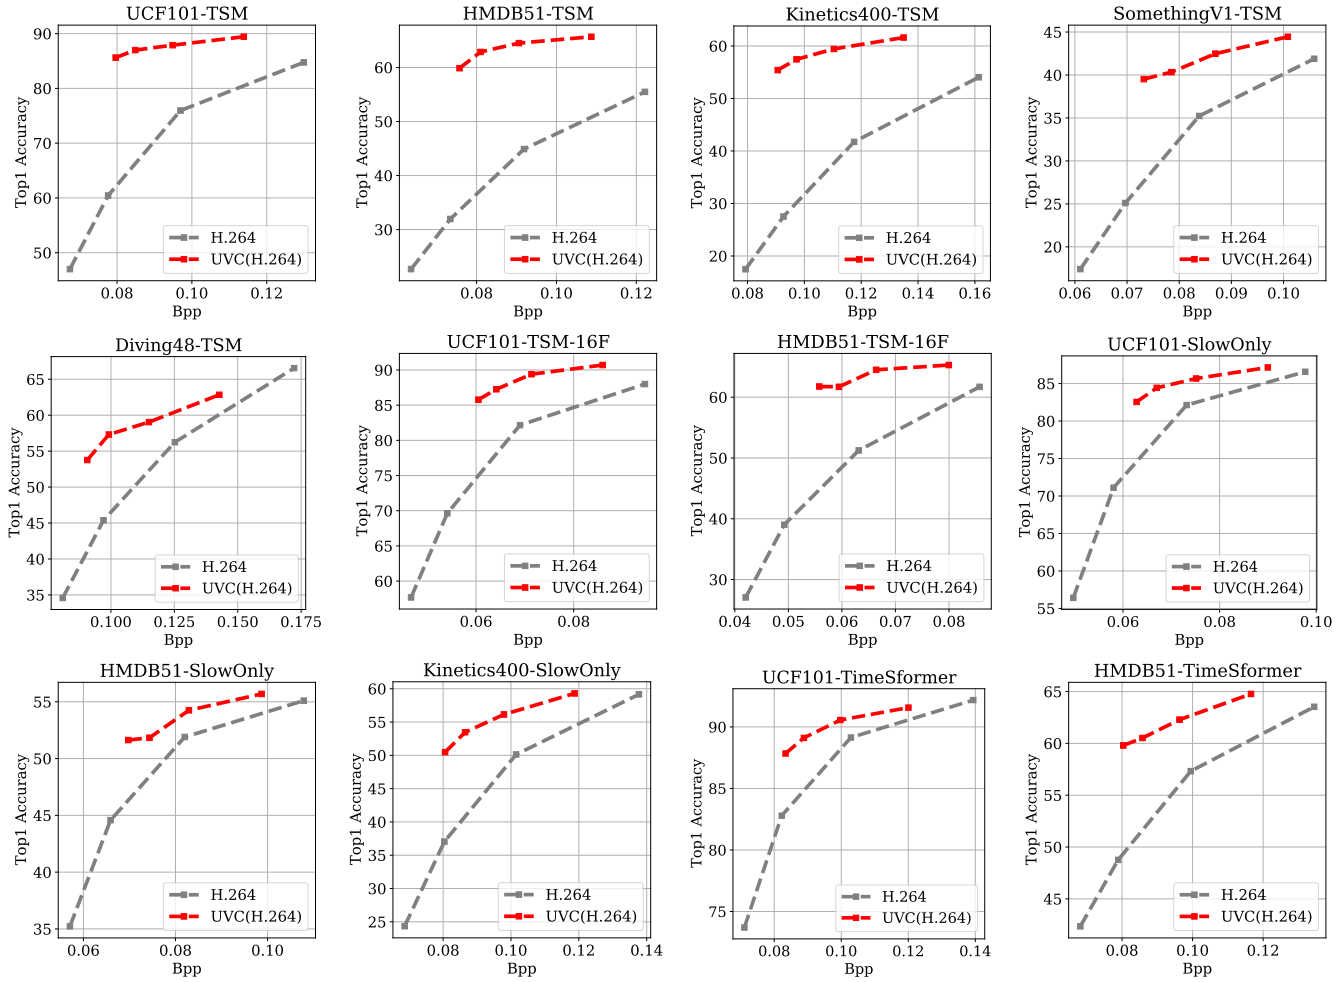 UCF101-TSM
Top1 Accuracy
90
80
70
60
50
H.264
UVC(H.264)
0.08 0.10 0.12
Bpp
HMDB51-TSM
Top1 Accuracy
60
50
40
30
H.264
UVC(H.264)
0.08 0.10 0.12
Bpp
Kinetics400-TSM
Top1 Accuracy
60
50
40
30
20
H.264
UVC(H.264)
0.08 0.10 0.12 0.14 0.16
Bpp
SomethingV1-TSM
Top1 Accuracy
45
40
35
30
25
20
H.264
UVC(H.264)
0.06 0.07 0.08 0.09 0.10
Bpp
Diving48-TSM
Top1 Accuracy
65
60
55
50
45
40
35
H.264
UVC(H.264)
0.100 0.125 0.150 0.175
Bpp
UCF101-TSM-16F
Top1 Accuracy
90
85
80
75
70
65
60
H.264
UVC(H.264)
0.06 0.08
Bpp
HMDB51-TSM-16F
Top1 Accuracy
60
50
40
30
H.264
UVC(H.264)
0.04 0.05 0.06 0.07 0.08
Bpp
UCF101-SlowOnly
Top1 Accuracy
85
80
75
70
65
60
55
H.264
UVC(H.264)
0.06 0.08 0.10
Bpp
HMDB51-SlowOnly
Top1 Accuracy
55
50
45
40
35
H.264
UVC(H.264)
0.06 0.08 0.10
Bpp
Kinetics400-SlowOnly
Top1 Accuracy
60
55
50
45
40
35
30
25
H.264
UVC(H.264)
0.08 0.10 0.12 0.14
Bpp
UCF101-TimeSformer
Top1 Accuracy
90
85
80
75
H.264
UVC(H.264)
0.08 0.10 0.12 0.14
Bpp
HMDB51-TimeSformer
Top1 Accuracy
65
60
55
50
45
H.264
UVC(H.264)
0.08 0.10 0.12
Bpp